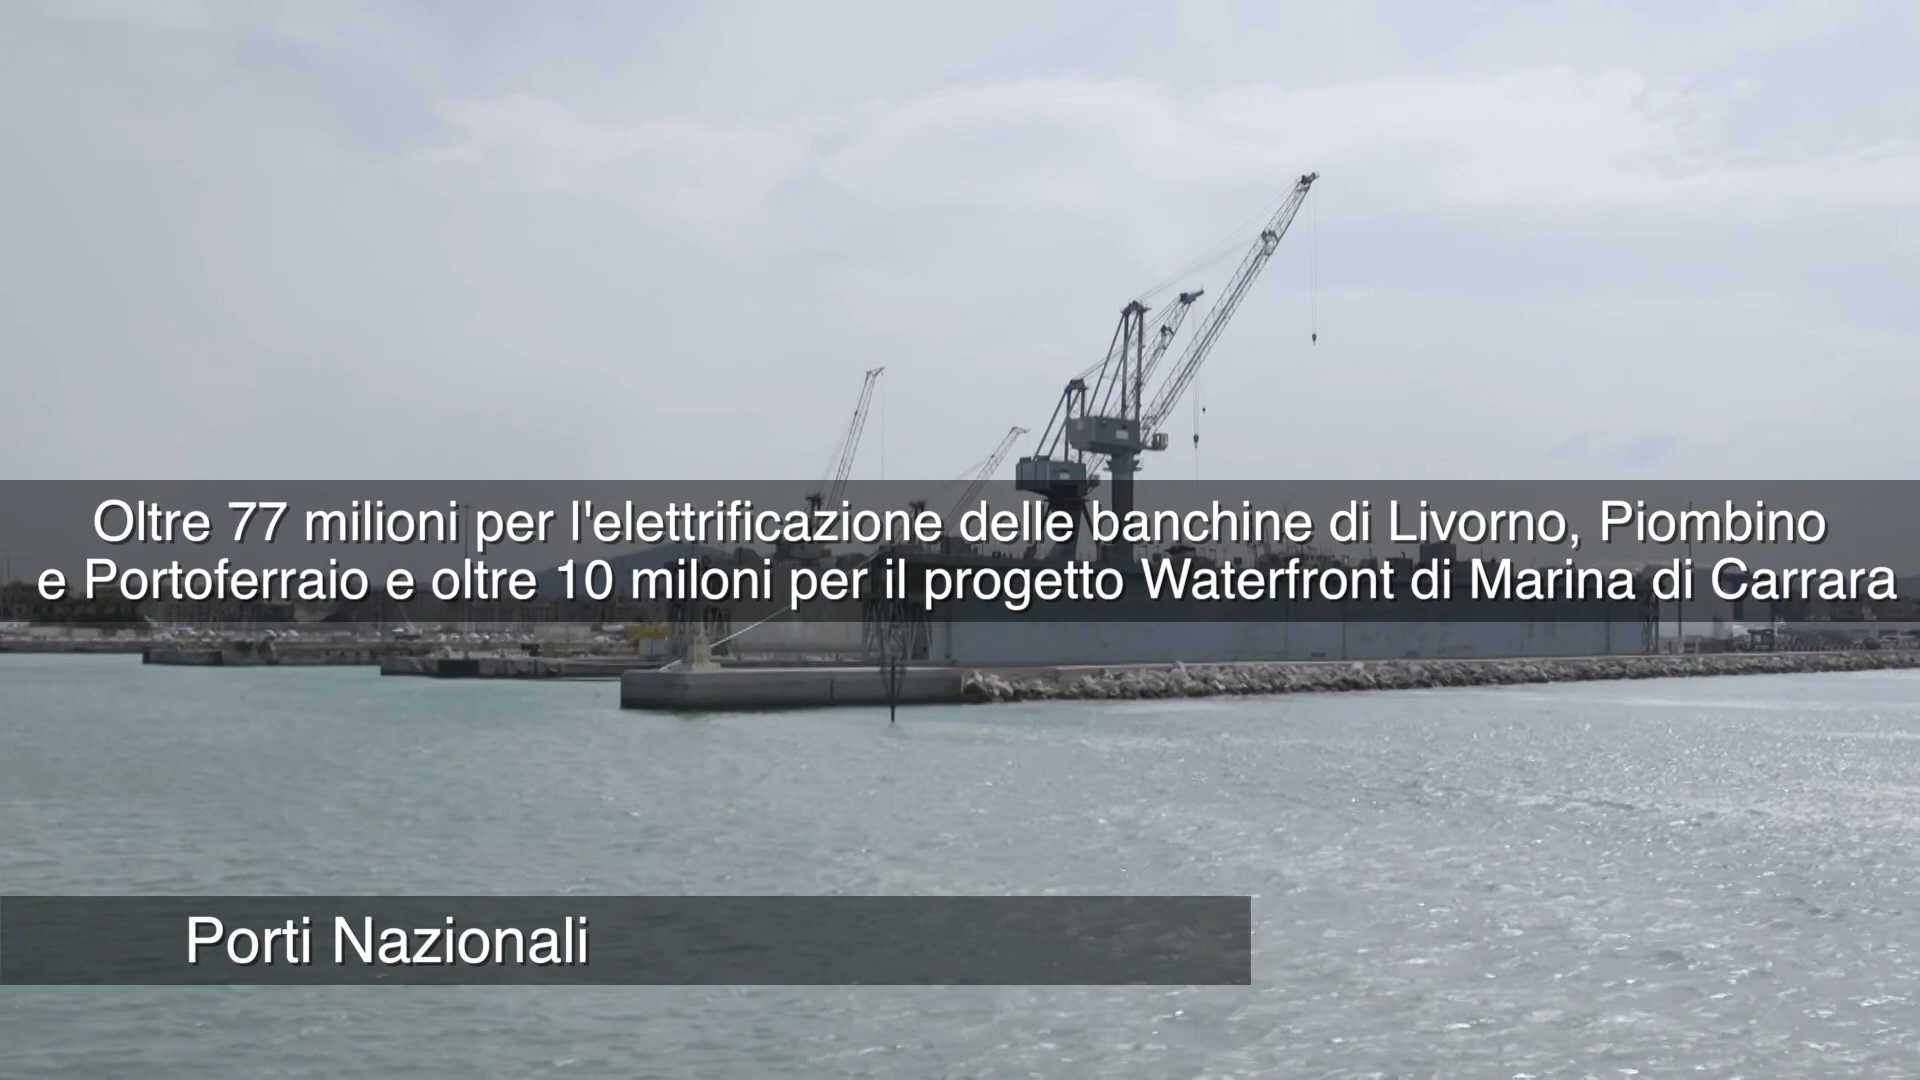 Oltre 77 milioni per l'elettrificazione delle banchine di Livorno, Piombino
e Portoferraio e oltre 10 miloni per il progetto Waterfront di Marina di Carrara
Porti Nazionali